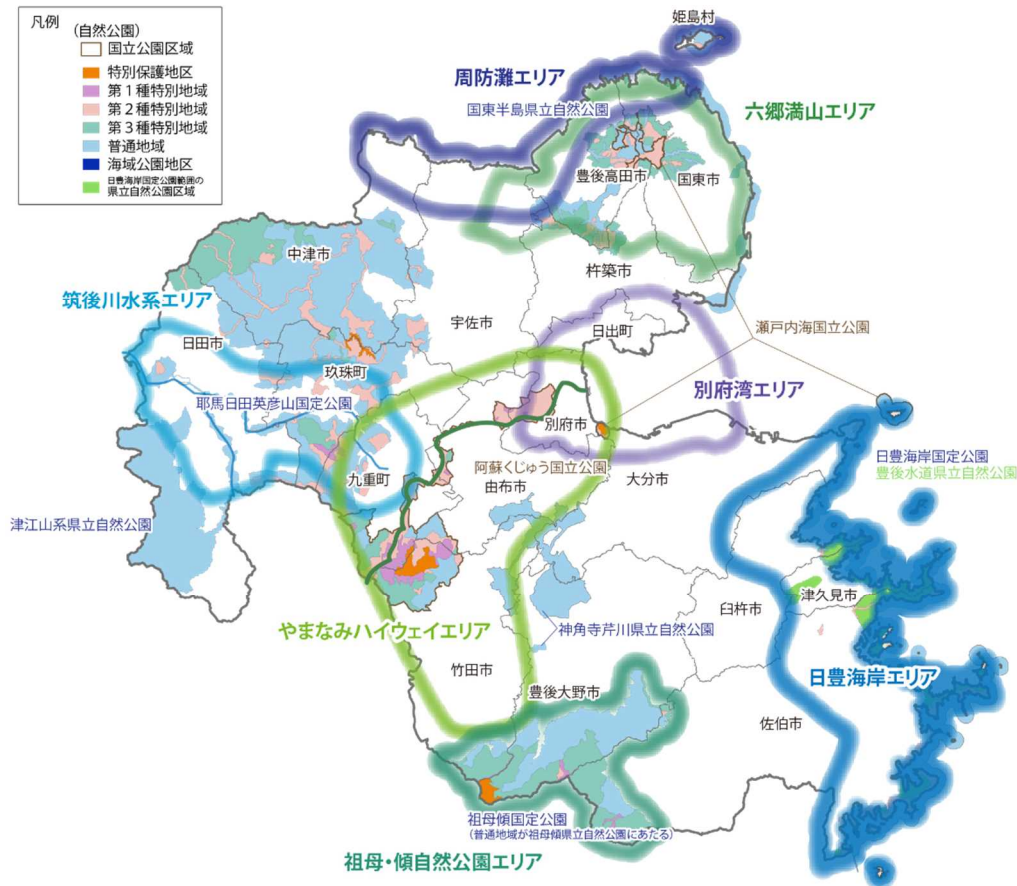 凡例
(自然公園)
国立公園区域
特別保護地区
第１種特別地域
第２種特別地域
第３種特別地域
普通地域
海域公園地区
日豊海岸国定公園範囲の
県立自然公園区域
姫島村
周防灘エリア
国東半島県立自然公園
六郷満山エリア
豊後高田市
国東市
中津市
杵築市
筑後川水系エリア
宇佐市
日出町
瀬戸内海国立公園
日田市
玖珠町
別府湾エリア
耶馬日田英彦山国定公園
別府市
阿蘇くじゅう国立公園
日豊海岸国定公園
豊後水道県立自然公園
九重町
由布市
大分市
津江山系県立自然公園
津久見市
臼杵市
やまなみハイウェイエリア
神角寺芹川県立自然公園
竹田市
日豊海岸エリア
豊後大野市
佐伯市
祖母傾国定公園
(普通地域が祖母傾県立自然公園にあたる)
祖母・傾自然公園エリア